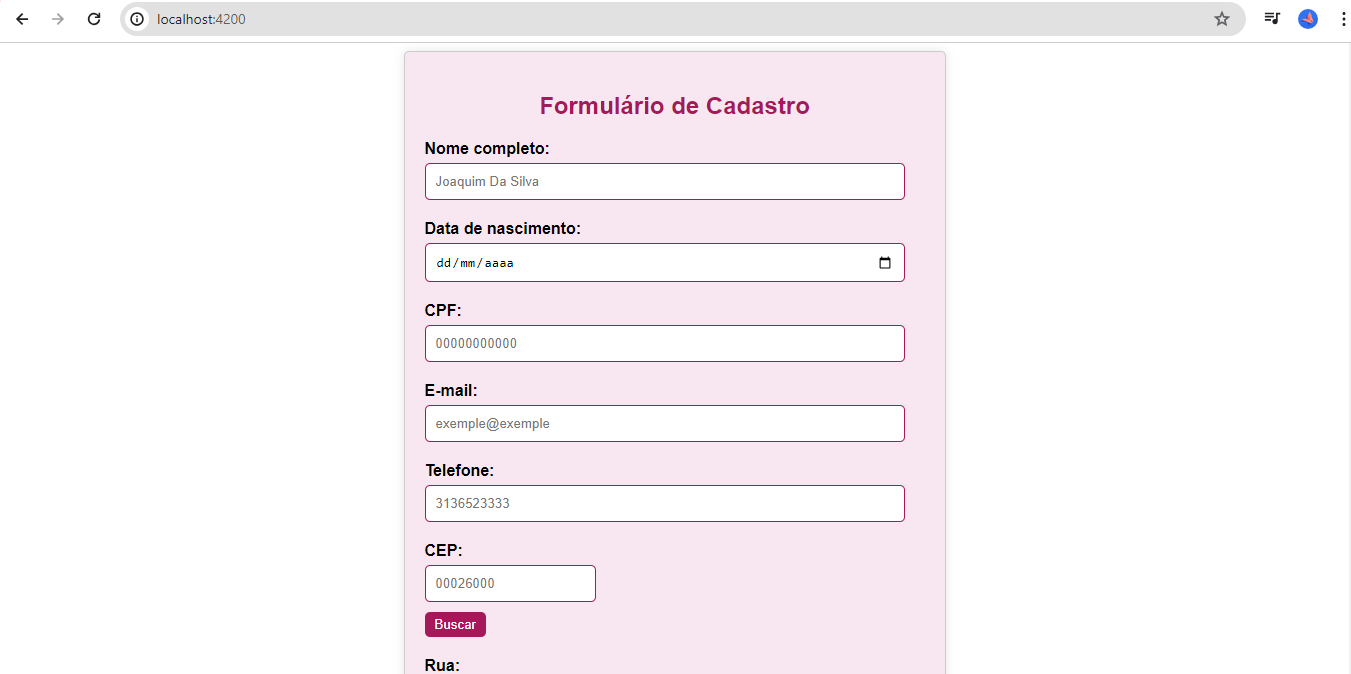 localhost:4200
Formulário de Cadastro
Nome completo:
Joaquim Da Silva
Data de nascimento:
dd/mm/aaaa
CPF:
00000000000
E-mail:
exemple@exemple
Telefone:
3136523333
CEP:
00026000
Buscar
Rua: